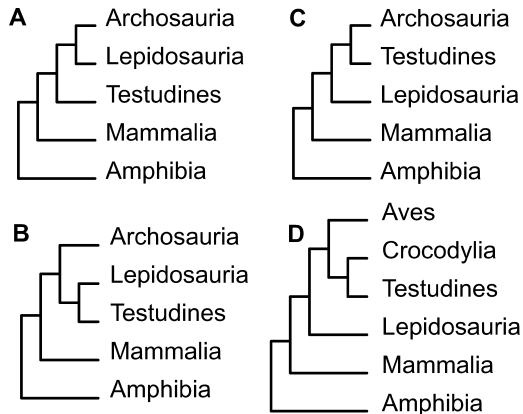 A
Archosauria
Lepidosauria
Testudines
Mammalia
Amphibia
B
Archosauria
Lepidosauria
Testudines
Mammalia
Amphibia
C
Archosauria
Testudines
Lepidosauria
Mammalia
Amphibia
D
Aves
Crocodylia
Testudines
Lepidosauria
Mammalia
Amphibia